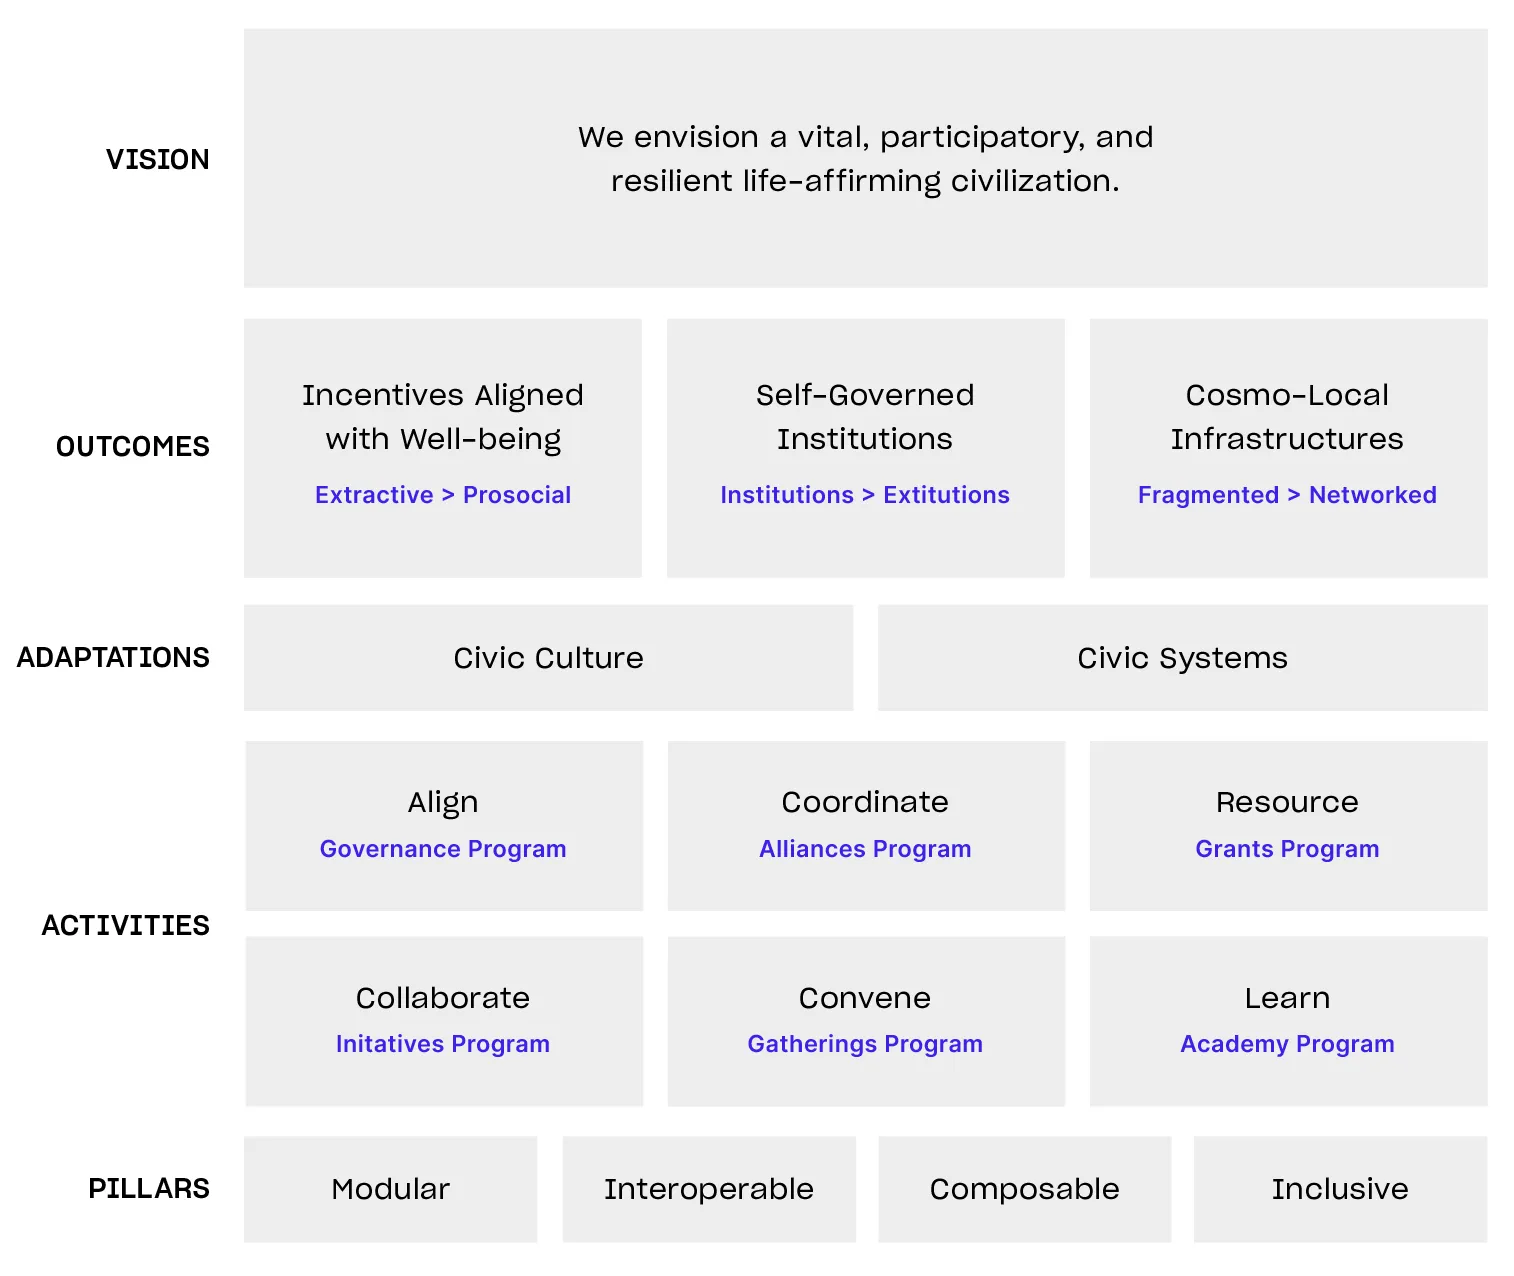 VISION
We envision a vital, participatory, and
resilient life-affirming civilization.
OUTCOMES
Incentives Aligned
with Well-being
Extractive > Prosocial
Self-Governed
Institutions
Institutions > Extitutions
Cosmo-Local
Infrastructures
Fragmented > Networked
ADAPTATIONS
Civic Culture
Civic Systems
ACTIVITIES
Align
Governance Program
Coordinate
Alliances Program
Resource
Grants Program
Collaborate
Initatives Program
Convene
Gatherings Program
Learn
Academy Program
PILLARS
Modular
Interoperable
Composable
Inclusive